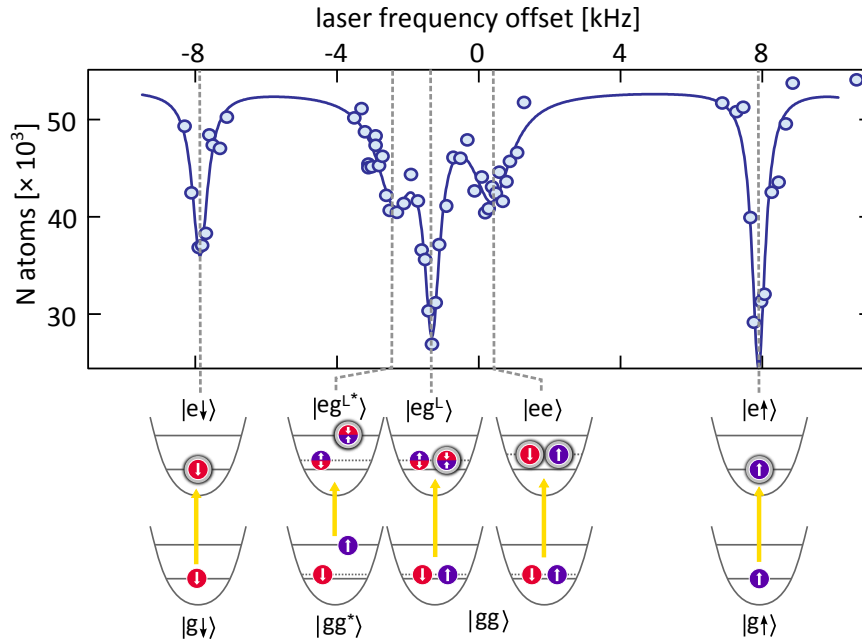 laser frequency offset [kHz]
-8 -4 0 4 8
N atoms [× 10³]
50
40
30
|e↓⟩ |eg^L*⟩ |eg^L⟩ |ee⟩ |e↑⟩
|g↓⟩ |gg*⟩ |gg⟩ |g↑⟩